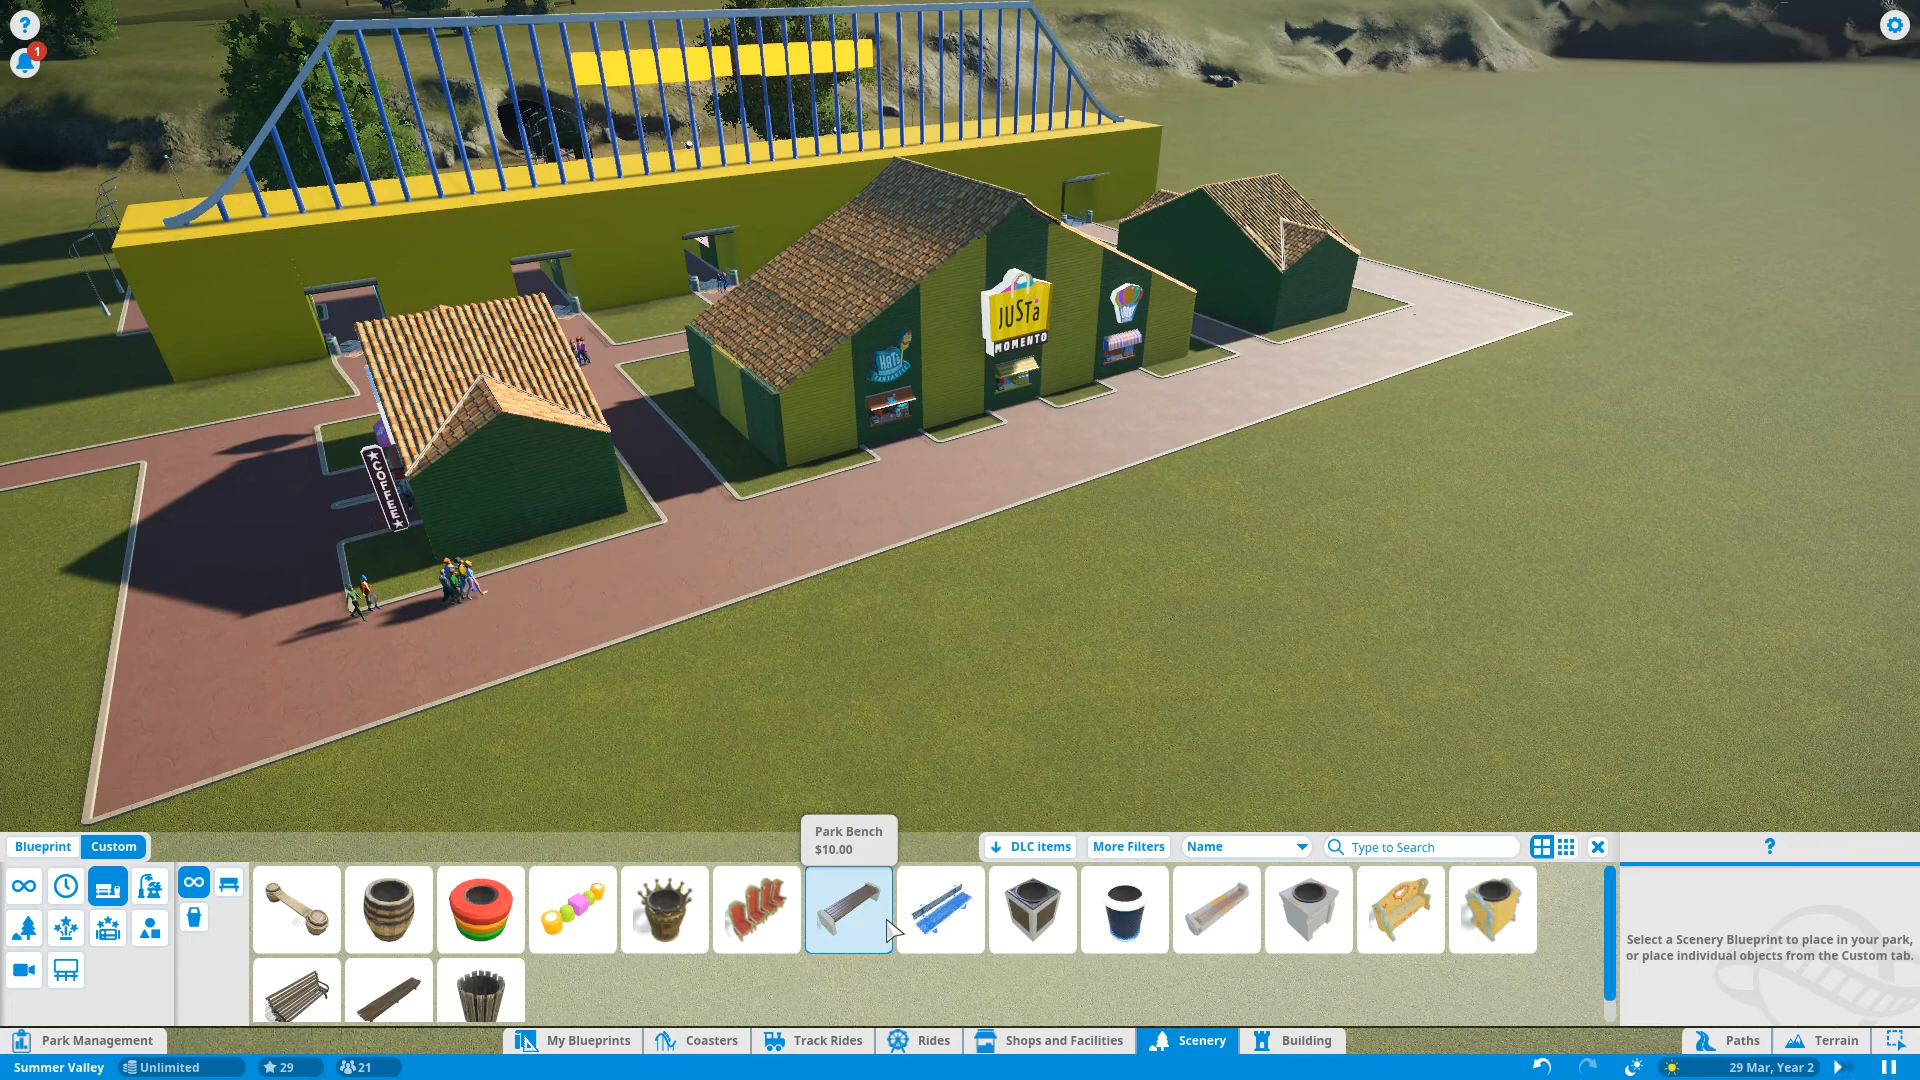 ?
1
HATS
FANTASTIC
JUSTa
MOMENTO
★COFFEE★
Park Bench
$10.00
Blueprint
Custom
DLC items
More Filters
Name
Type to Search
?
Select a Scenery Blueprint to place in your park,
or place individual objects from the Custom tab.
Park Management
My Blueprints
Coasters
Track Rides
Rides
Shops and Facilities
Scenery
Building
Paths
Terrain
Summer Valley
Unlimited
29
21
29 Mar, Year 2